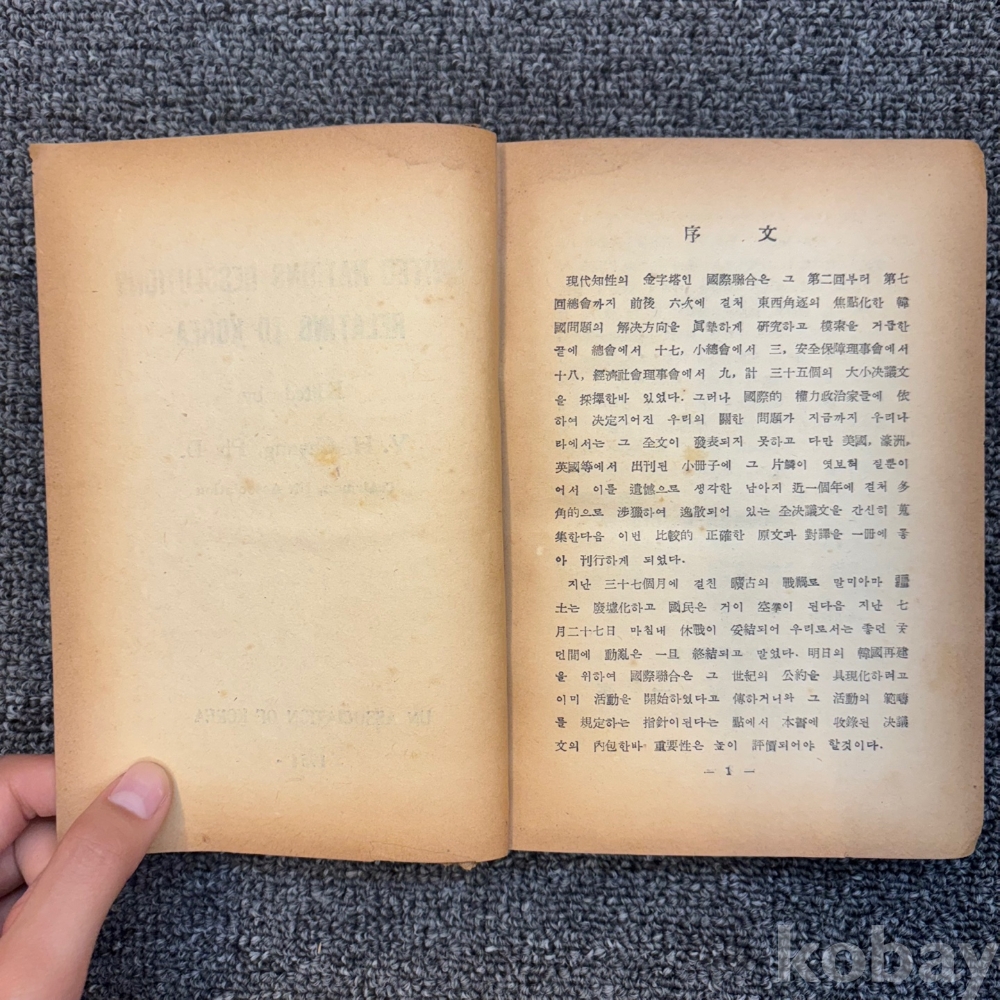 序 文
現代知性의 金字塔인 國際聯合은 그 第二回부터 第七
回總會까지 前後 六次에 걸쳐 東西角逐의 焦點化한 韓
國問題의 解决方向을 眞摯하게 硏究하고 摸索을 거듭한
끝에 總會에서 十七, 小總會에서 三, 安全保障理事會에서
十八, 經濟社會理事會에서 九, 計 三十五個의 大小决議文
을 採擇한바 있었다. 그러나 國際的 權力政治家들에 依
하여 决定지어진 우리의 關한 問題가 지금까지 우리나
라에서는 그 全文이 發表되지 못하고 다만 美國, 濠洲,
英國等에서 出刊된 小冊子에 그 片鱗이 엿보혀 질뿐이
어서 이를 遺憾으로 생각한 남아지 近一個年에 걸쳐 多
角的으로 涉獵하여 逸散되어 있는 全决議文을 간신히 蒐
集한다음 이번 比較的 正確한 原文과 對譯을 一冊에 몾
아 刊行하게 되었다.
지난 三十七個月에 걸친 曠古의 戰禍로 말미아마 疆
土는 廢墟化하고 國民은 거이 空拳이 된다음 지난 七
月二十七日 마침내 休戰이 妥結되어 우리로서는 좋던 궂
던間에 動亂은 一旦 終結되고 말었다. 明日의 韓國再建
을 위하여 國際聯合은 그 世紀의 公約을 具現化하려고
이미 活動을 開始하였다고 傳하거니와 그 活動의 範疇
를 規定하는 指針이된다는 點에서 本書에 收錄된 决議
文의 內包한바 重要性은 높이 評價되어야 할것이다.
— 1 —
kobay